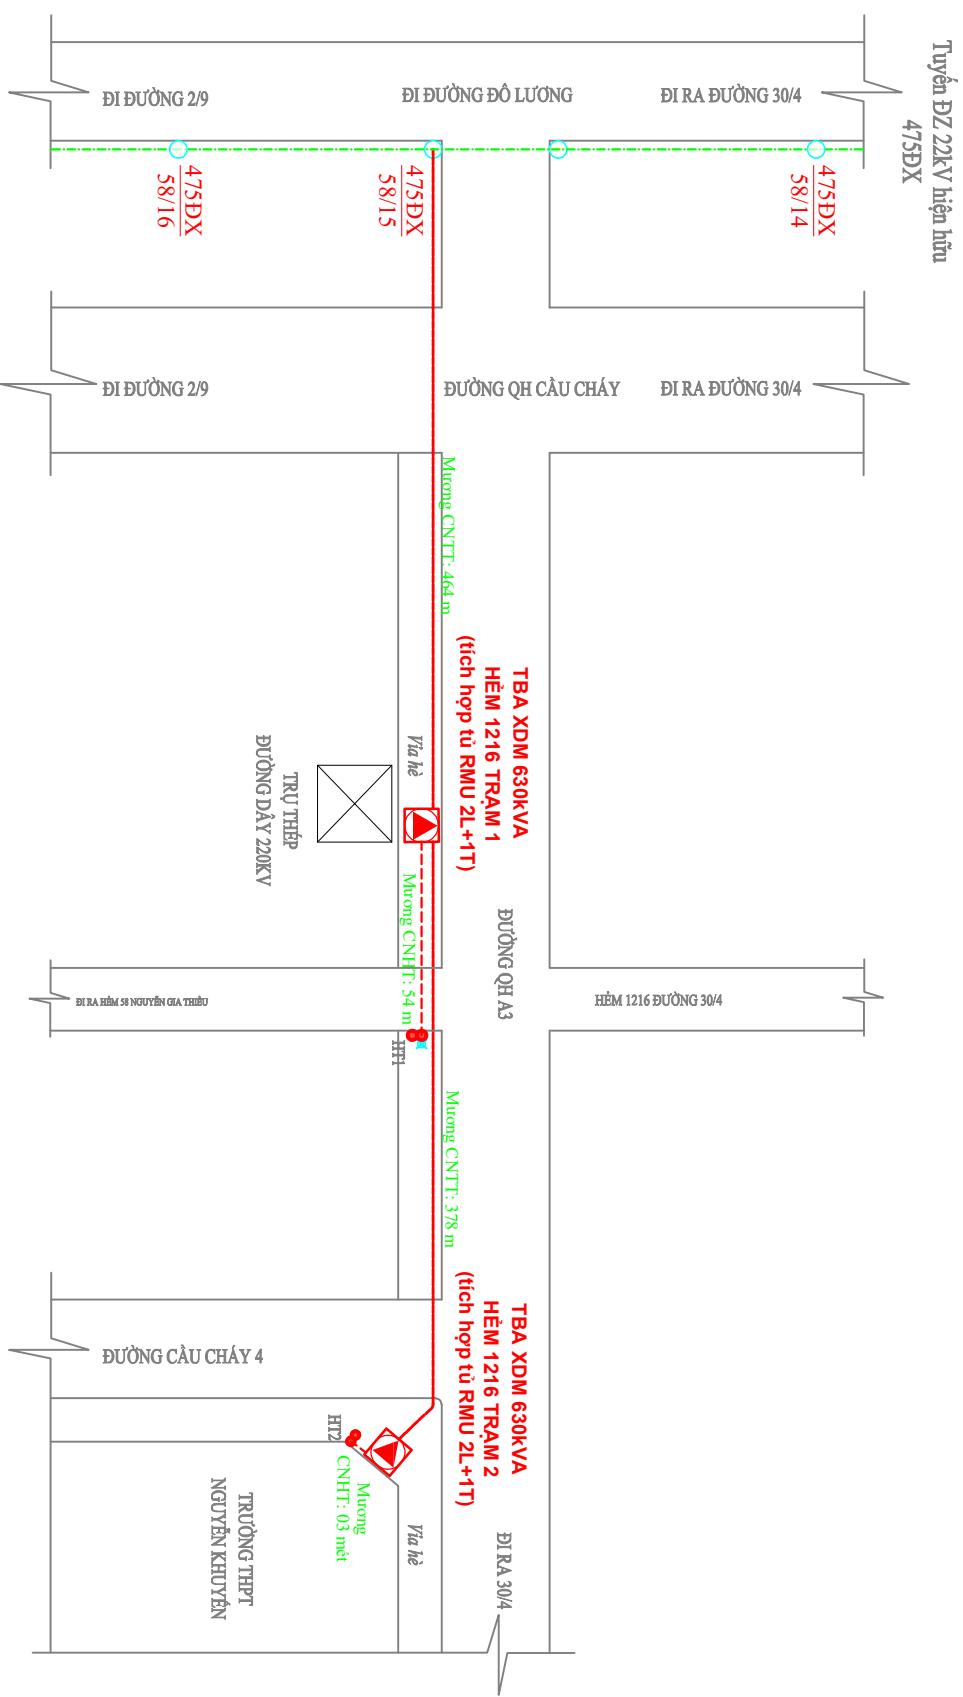 Tuyến ĐZ 22kV hiện hữu
475ĐX
ĐI ĐƯỜNG 2/9
ĐI ĐƯỜNG ĐÔ LƯƠNG
ĐI RA ĐƯỜNG 30/4
475ĐX
58/16
475ĐX
58/15
475ĐX
58/14
ĐI ĐƯỜNG 2/9
ĐƯỜNG QH CẦU CHÁY
ĐI RA ĐƯỜNG 30/4
Mương CNTT: 464 m
TBA XDM 630kVA
HẺM 1216 TRẠM 1
(tích hợp tủ RMU 2L+1T)
Vỉa hè
TRỤ THÉP
ĐƯỜNG DÂY 220KV
Mương CNHT: 54 m
ĐƯỜNG QH A3
ĐI RA HẺM 58 NGUYỄN GIA THIỀU
HẺM 1216 ĐƯỜNG 30/4
HT1
Mương CNTT: 378 m
TBA XDM 630kVA
HẺM 1216 TRẠM 2
(tích hợp tủ RMU 2L+1T)
ĐƯỜNG CẦU CHÁY 4
HT2
Mương
CNHT: 03 mét
Vỉa hè
ĐI RA 30/4
TRƯỜNG THPT
NGUYỄN KHUYẾN